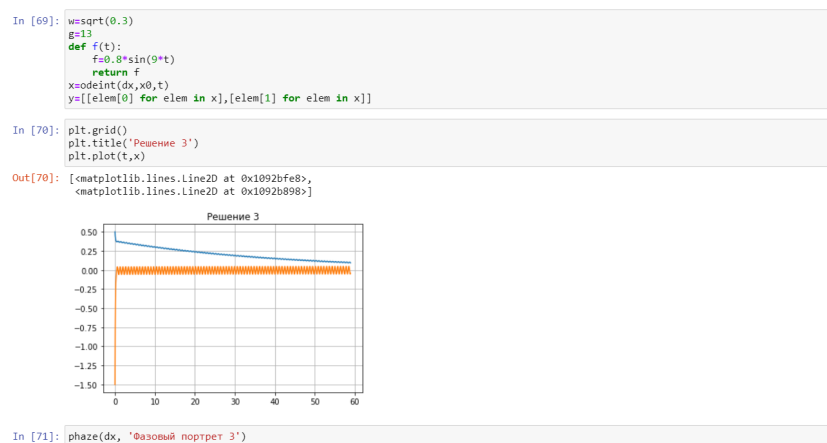 In [69]: w=sqrt(0.3)
g=13
def f(t):
    f=0.8*sin(9*t)
    return f
x=odeint(dx,x0,t)
y=[[elem[0] for elem in x],[elem[1] for elem in x]]
In [70]: plt.grid()
plt.title('Решение 3')
plt.plot(t,x)
Out[70]: [<matplotlib.lines.Line2D at 0x1092bfe8>,
 <matplotlib.lines.Line2D at 0x1092b898>]
Решение 3
0.50
0.25
0.00
−0.25
−0.50
−0.75
−1.00
−1.25
−1.50
0 10 20 30 40 50 60
In [71]: phaze(dx, 'Фазовый портрет 3')